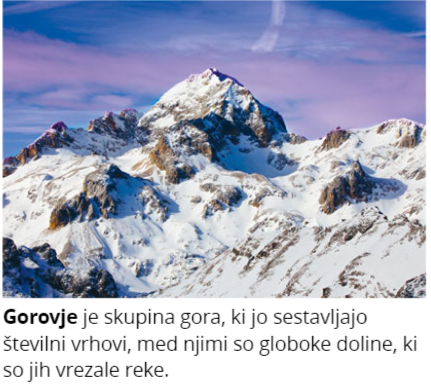 Gorovje je skupina gora, ki jo sestavljajo
številni vrhovi, med njimi so globoke doline, ki
so jih vrezale reke.